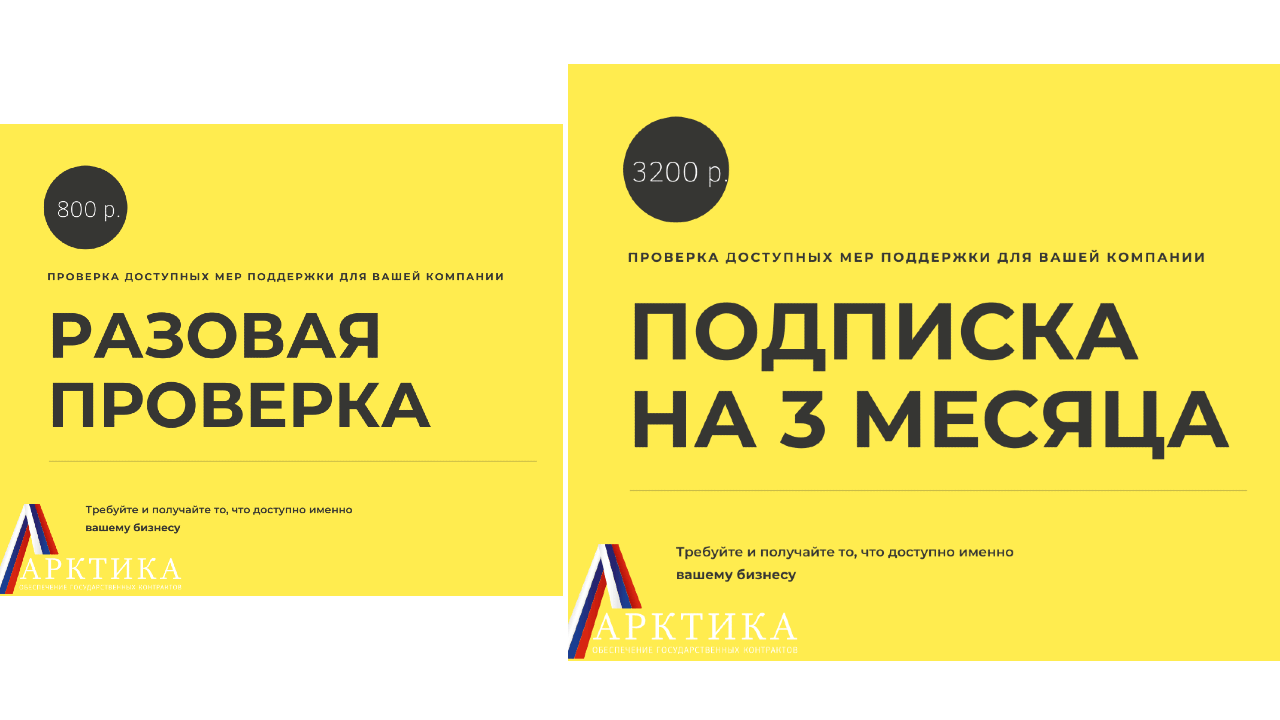 800 р.
ПРОВЕРКА ДОСТУПНЫХ МЕР ПОДДЕРЖКИ ДЛЯ ВАШЕЙ КОМПАНИИ
РАЗОВАЯ
ПРОВЕРКА
Требуйте и получайте то, что доступно именно
вашему бизнесу
АРКТИКА
ОБЕСПЕЧЕНИЕ ГОСУДАРСТВЕННЫХ КОНТРАКТОВ
3200 р.
ПРОВЕРКА ДОСТУПНЫХ МЕР ПОДДЕРЖКИ ДЛЯ ВАШЕЙ КОМПАНИИ
ПОДПИСКА
НА 3 МЕСЯЦА
Требуйте и получайте то, что доступно именно
вашему бизнесу
АРКТИКА
ОБЕСПЕЧЕНИЕ ГОСУДАРСТВЕННЫХ КОНТРАКТОВ